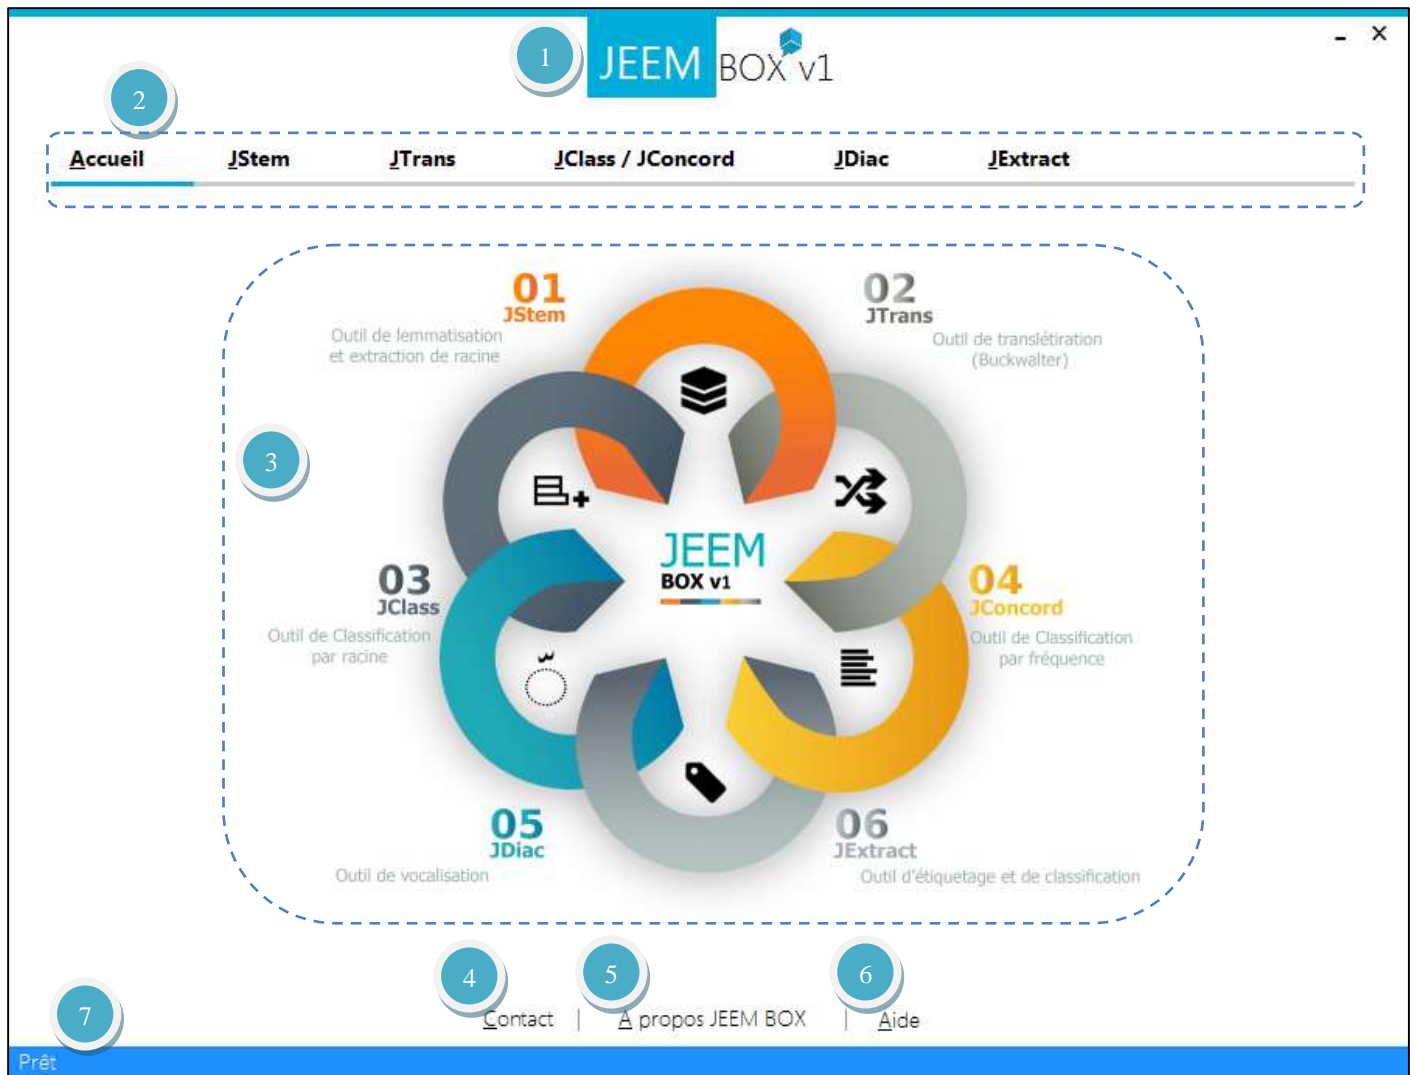 1
JEEM BOX v1
2
Accueil JStem JTrans JClass / JConcord JDiac JExtract
01
JStem
Outil de lemmatisation
et extraction de racine
02
JTrans
Outil de translétiration
(Buckwalter)
3
JEEM
BOX v1
03
JClass
Outil de Classification
par racine
04
JConcord
Outil de Classification
par fréquence
05
JDiac
Outil de vocalisation
06
JExtract
Outil d'étiquetage et de classification
4
5
6
7
Contact | A propos JEEM BOX | Aide
Prêt